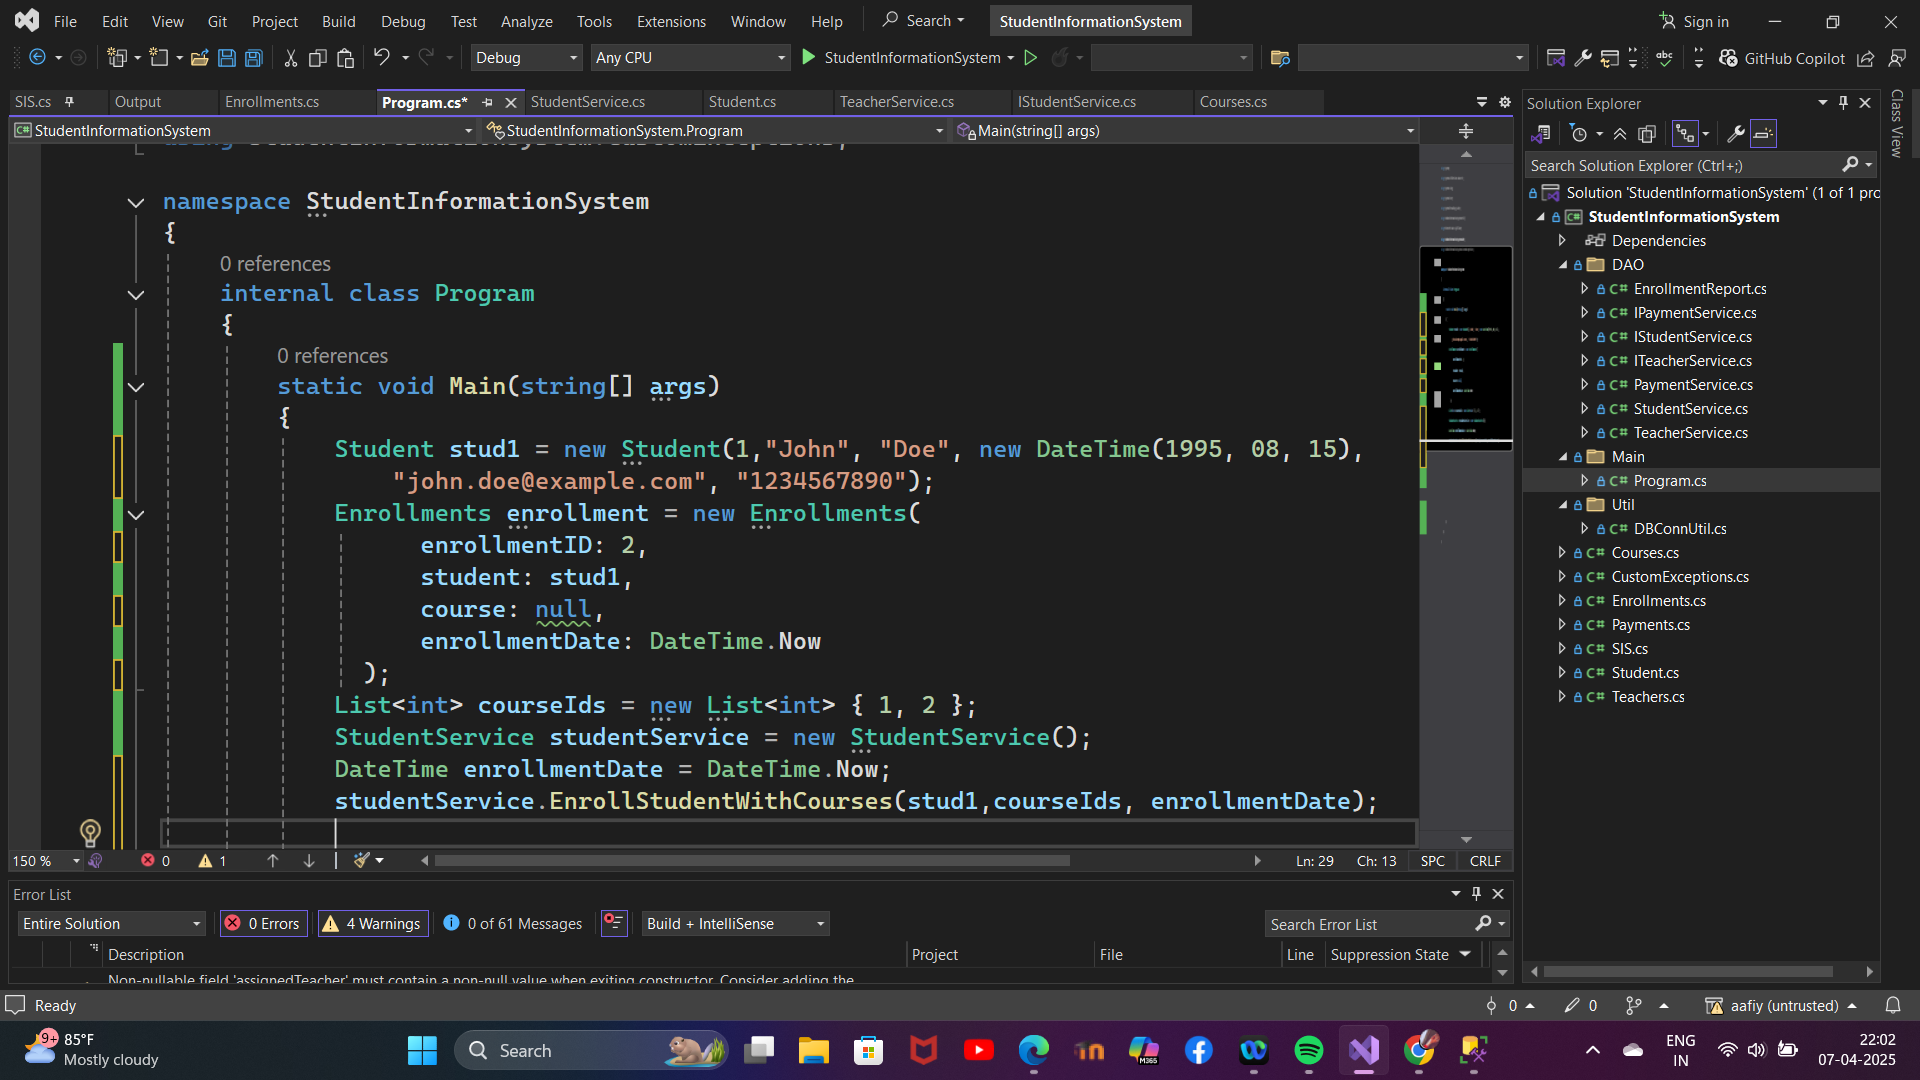 File Edit View Git Project Build Debug Test Analyze Tools Extensions Window Help Search StudentInformationSystem Sign in
Debug Any CPU StudentInformationSystem GitHub Copilot
SIS.cs Output Enrollments.cs Program.cs* StudentService.cs Student.cs TeacherService.cs IStudentService.cs Courses.cs
StudentInformationSystem StudentInformationSystem.Program Main(string[] args)
namespace StudentInformationSystem
{
0 references
internal class Program
{
0 references
static void Main(string[] args)
{
Student stud1 = new Student(1,"John", "Doe", new DateTime(1995, 08, 15),
"john.doe@example.com", "1234567890");
Enrollments enrollment = new Enrollments(
enrollmentID: 2,
student: stud1,
course: null,
enrollmentDate: DateTime.Now
);
List<int> courseIds = new List<int> { 1, 2 };
StudentService studentService = new StudentService();
DateTime enrollmentDate = DateTime.Now;
studentService.EnrollStudentWithCourses(stud1,courseIds, enrollmentDate);
150 % 0 1 Ln: 29 Ch: 13 SPC CRLF
Error List
Entire Solution 0 Errors 4 Warnings 0 of 61 Messages Build + IntelliSense Search Error List
Description Project File Line Suppression State
Non-nullable field 'assignedTeacher' must contain a non-null value when exiting constructor. Consider adding the
Solution Explorer
Search Solution Explorer (Ctrl+;)
Solution 'StudentInformationSystem' (1 of 1 pro
StudentInformationSystem
Dependencies
DAO
C# EnrollmentReport.cs
C# IPaymentService.cs
C# IStudentService.cs
C# ITeacherService.cs
C# PaymentService.cs
C# StudentService.cs
C# TeacherService.cs
Main
C# Program.cs
Util
C# DBConnUtil.cs
C# Courses.cs
C# CustomExceptions.cs
C# Enrollments.cs
C# Payments.cs
C# SIS.cs
C# Student.cs
C# Teachers.cs
Class View
Ready 0 0 aafiy (untrusted)
9+ 85°F
Mostly cloudy
Search
M365
ENG
IN
22:02
07-04-2025